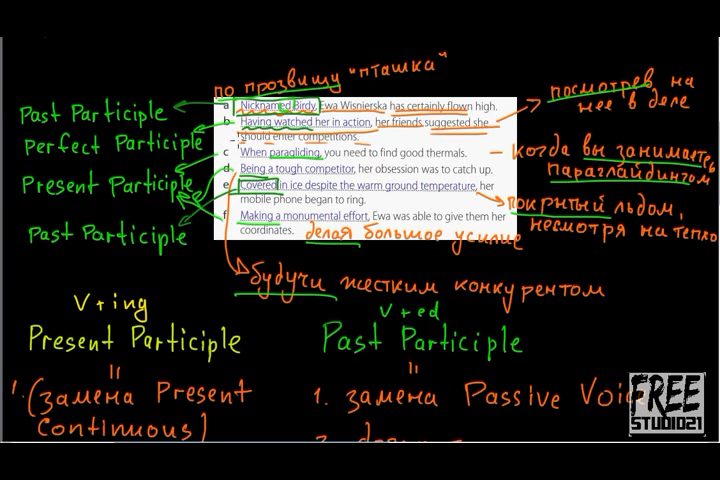 по прозвищу "пташка"
Past Participle
Perfect Participle
Present Participle
Past Participle
a Nicknamed Birdy, Ewa Wisnierska has certainly flown high.
b Having watched her in action, her friends suggested she
should enter competitions.
c When paragliding, you need to find good thermals.
d Being a tough competitor, her obsession was to catch up.
e Covered in ice despite the warm ground temperature, her
mobile phone began to ring.
f Making a monumental effort, Ewa was able to give them her
coordinates.
посмотрев на
нее в деле
- когда вы занимаетесь
параглайдингом
покрытый льдом,
несмотря на тепло
делая большое усилие
будучи жестким конкурентом
V+ing
Present Participle
=
1. (замена Present
Continuous)
V+ed
Past Participle
=
1. замена Passive Voice
FREE
STUDIO21